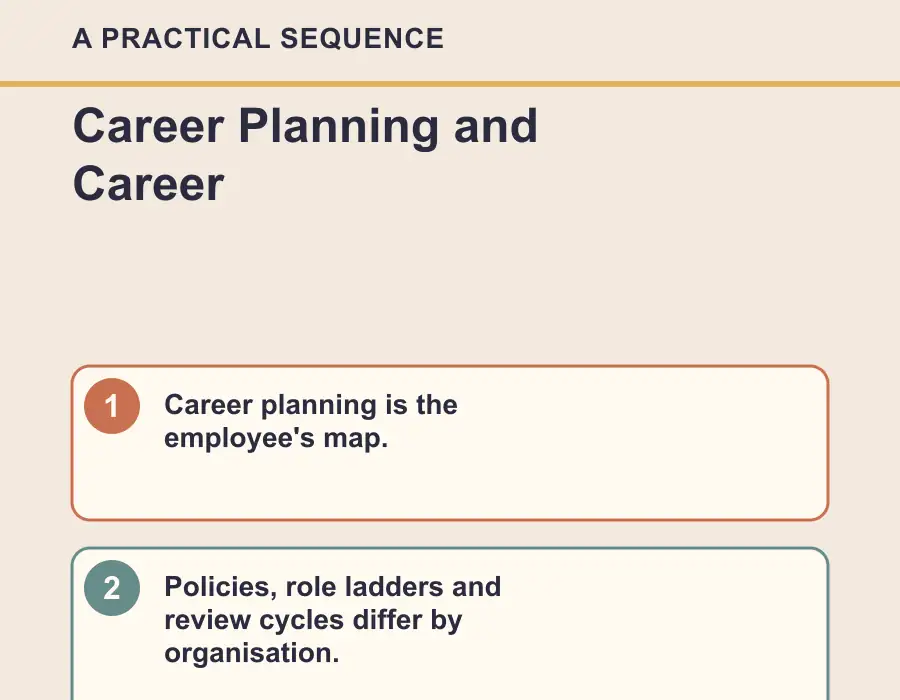 A PRACTICAL SEQUENCE
Career Planning and
Career
1
Career planning is the
employee's map.
2
Policies, role ladders and
review cycles differ by
organisation.